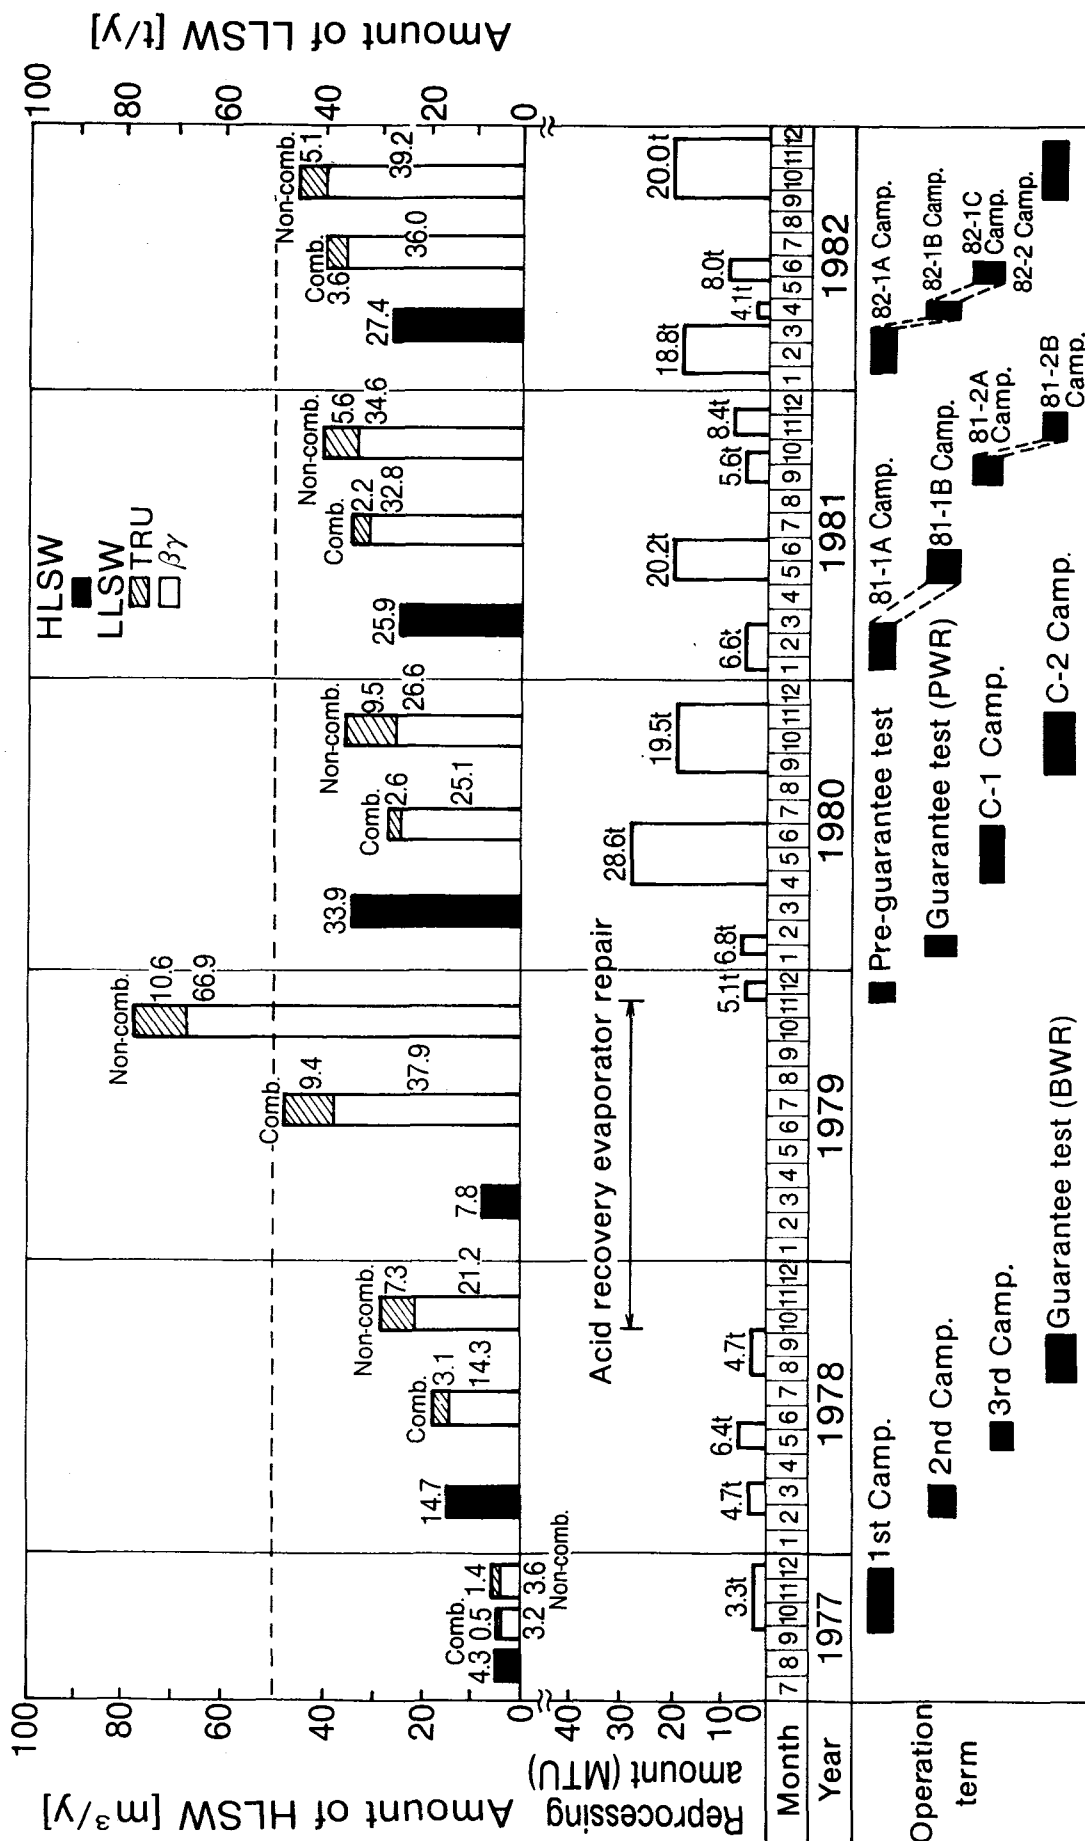 Amount of HLSW [m³/y]
100
80
60
40
20
0
Reprocessing
amount (MTU)
40
30
20
10
0
Amount of LLSW [t/y]
100
80
60
40
20
0
HLSW
LLSW
TRU
βγ
4.3
Comb.
0.5
3.2
1.4
3.6
Non-comb.
14.7
Comb.
3.1
14.3
Non-comb.
7.3
21.2
7.8
Comb.
9.4
37.9
Non-comb.
10.6
66.9
33.9
Comb.
2.6
25.1
Non-comb.
9.5
26.6
25.9
Comb.
2.2
32.8
Non-comb.
5.6
34.6
27.4
Comb.
3.6
36.0
Non-comb.
5.1
39.2
Acid recovery evaporator repair
3.3t
4.7t
6.4t
4.7t
5.1t
6.8t
28.6t
19.5t
6.6t
20.2t
5.6t
8.4t
18.8t
4.1t
8.0t
20.0t
Month
7 8 9 10 11 12
1 2 3 4 5 6 7 8 9 10 11 12
1 2 3 4 5 6 7 8 9 10 11 12
1 2 3 4 5 6 7 8 9 10 11 12
1 2 3 4 5 6 7 8 9 10 11 12
1 2 3 4 5 6 7 8 9 10 11 12
Year
1977
1978
1979
1980
1981
1982
Operation
term
1st Camp.
2nd Camp.
3rd Camp.
Guarantee test (BWR)
Pre-guarantee test
Guarantee test (PWR)
C-1 Camp.
C-2 Camp.
81-1A Camp.
81-1B Camp.
81-2A
Camp.
81-2B
Camp.
82-1A Camp.
82-1B Camp.
82-1C
Camp.
82-2 Camp.